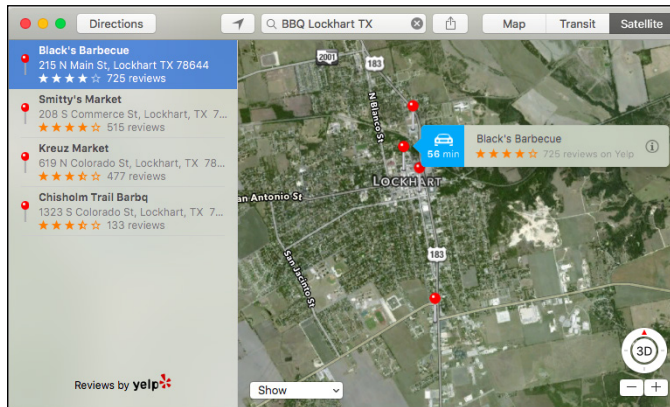 Directions
BBQ Lockhart TX
Map
Transit
Satellite
Black's Barbecue
215 N Main St, Lockhart TX 78644
725 reviews
Smitty's Market
208 S Commerce St, Lockhart, TX 7...
515 reviews
Kreuz Market
619 N Colorado St, Lockhart, TX 78...
477 reviews
Chisholm Trail Barbq
1323 S Colorado St, Lockhart, TX 7...
133 reviews
Reviews by yelp
2001
183
N Blanco St
56 min
Black's Barbecue
725 reviews on Yelp
LOCKHART
an Antonio St
San Jacinto St
183
Show
3D